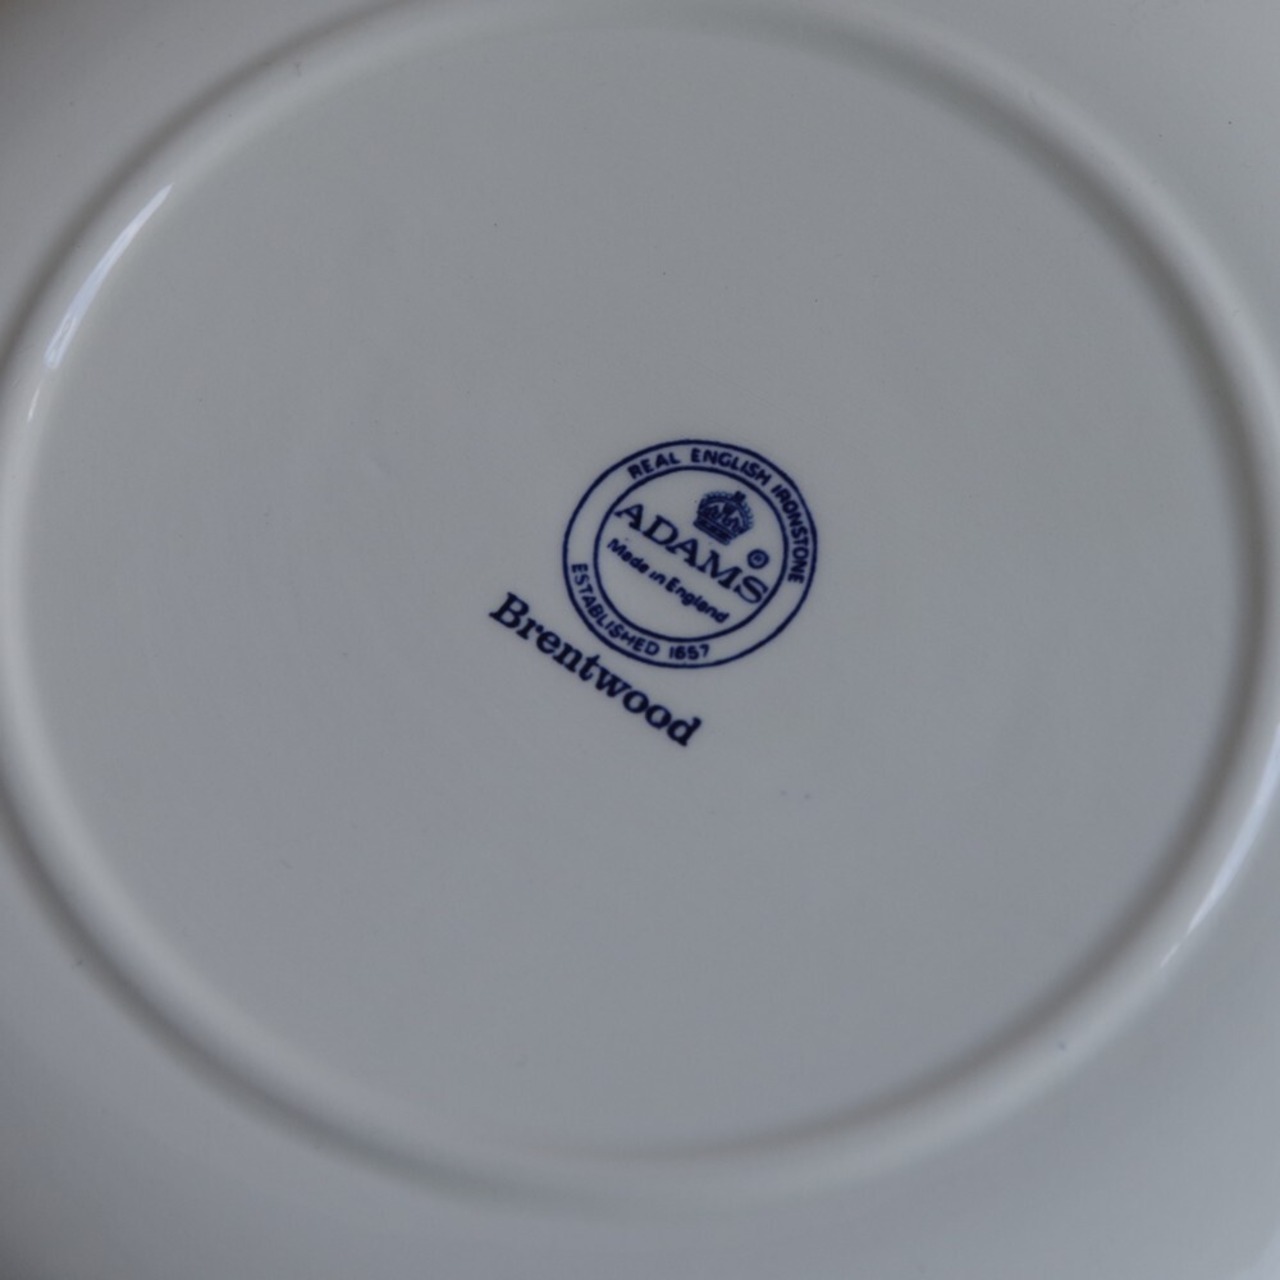 REAL ENGLISH IRONSTONE
ADAMS ®
Made in England
ESTABLISHED 1657
Brentwood